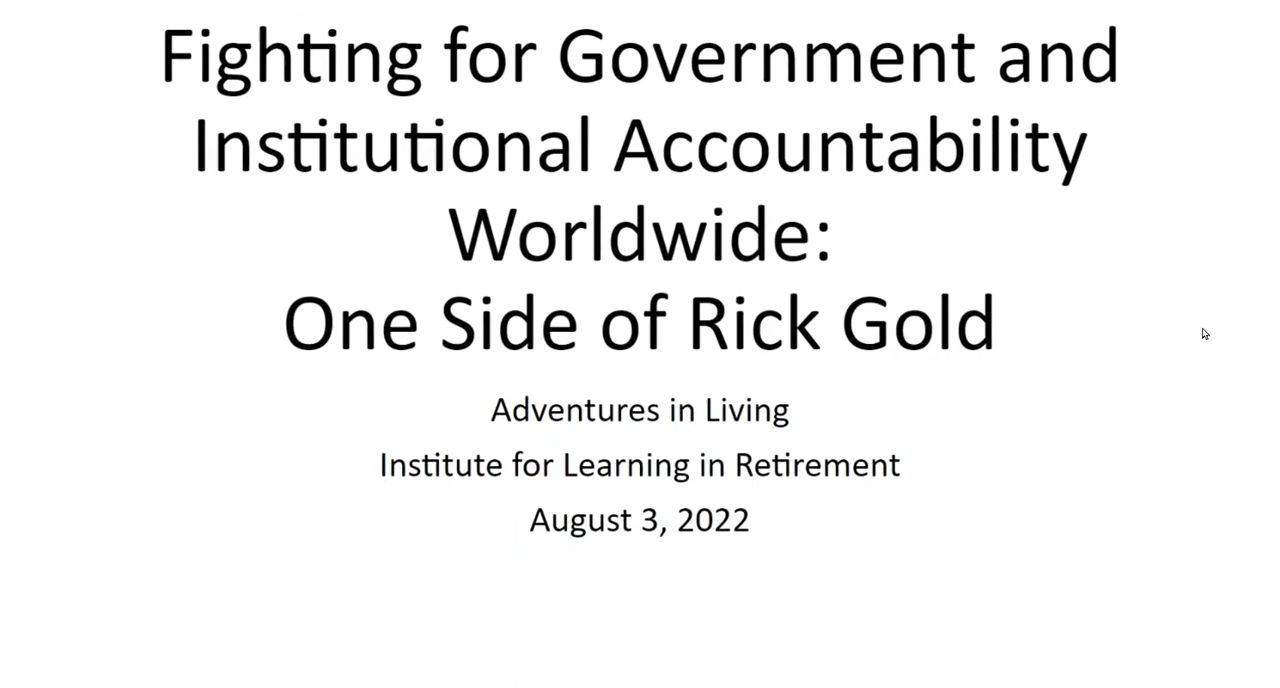 Fighting for Government and
Institutional Accountability
Worldwide:
One Side of Rick Gold
Adventures in Living
Institute for Learning in Retirement
August 3, 2022